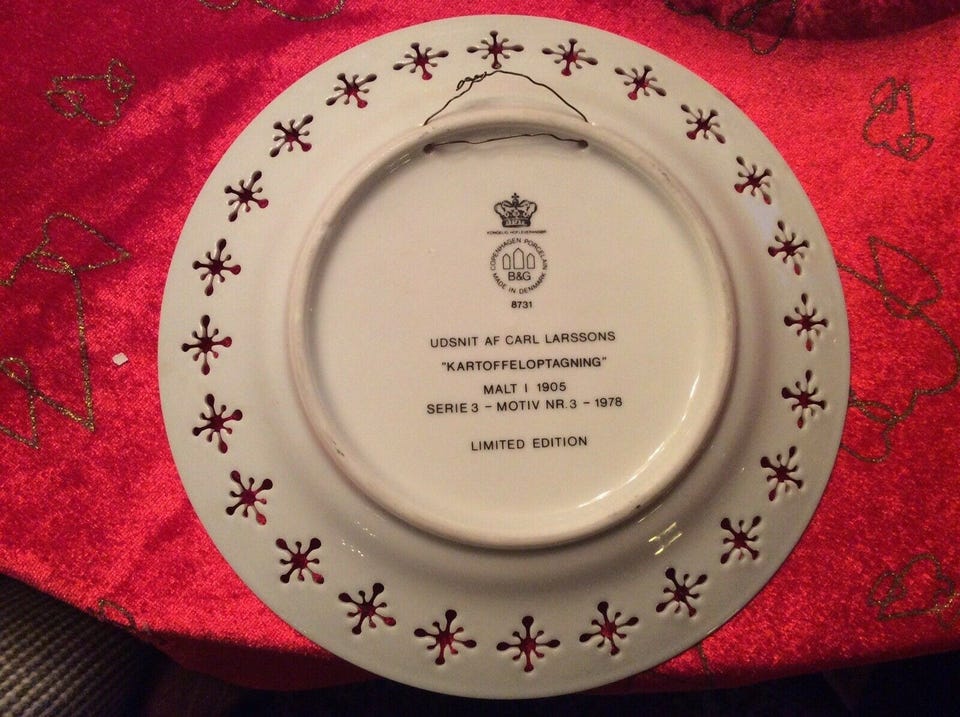 KONGELIG HOFLEVERANDØR
COPENHAGEN PORCELAIN
B&G
MADE IN DENMARK
8731
UDSNIT AF CARL LARSSONS
"KARTOFFELOPTAGNING"
MALT I 1905
SERIE 3 - MOTIV NR. 3 - 1978
LIMITED EDITION